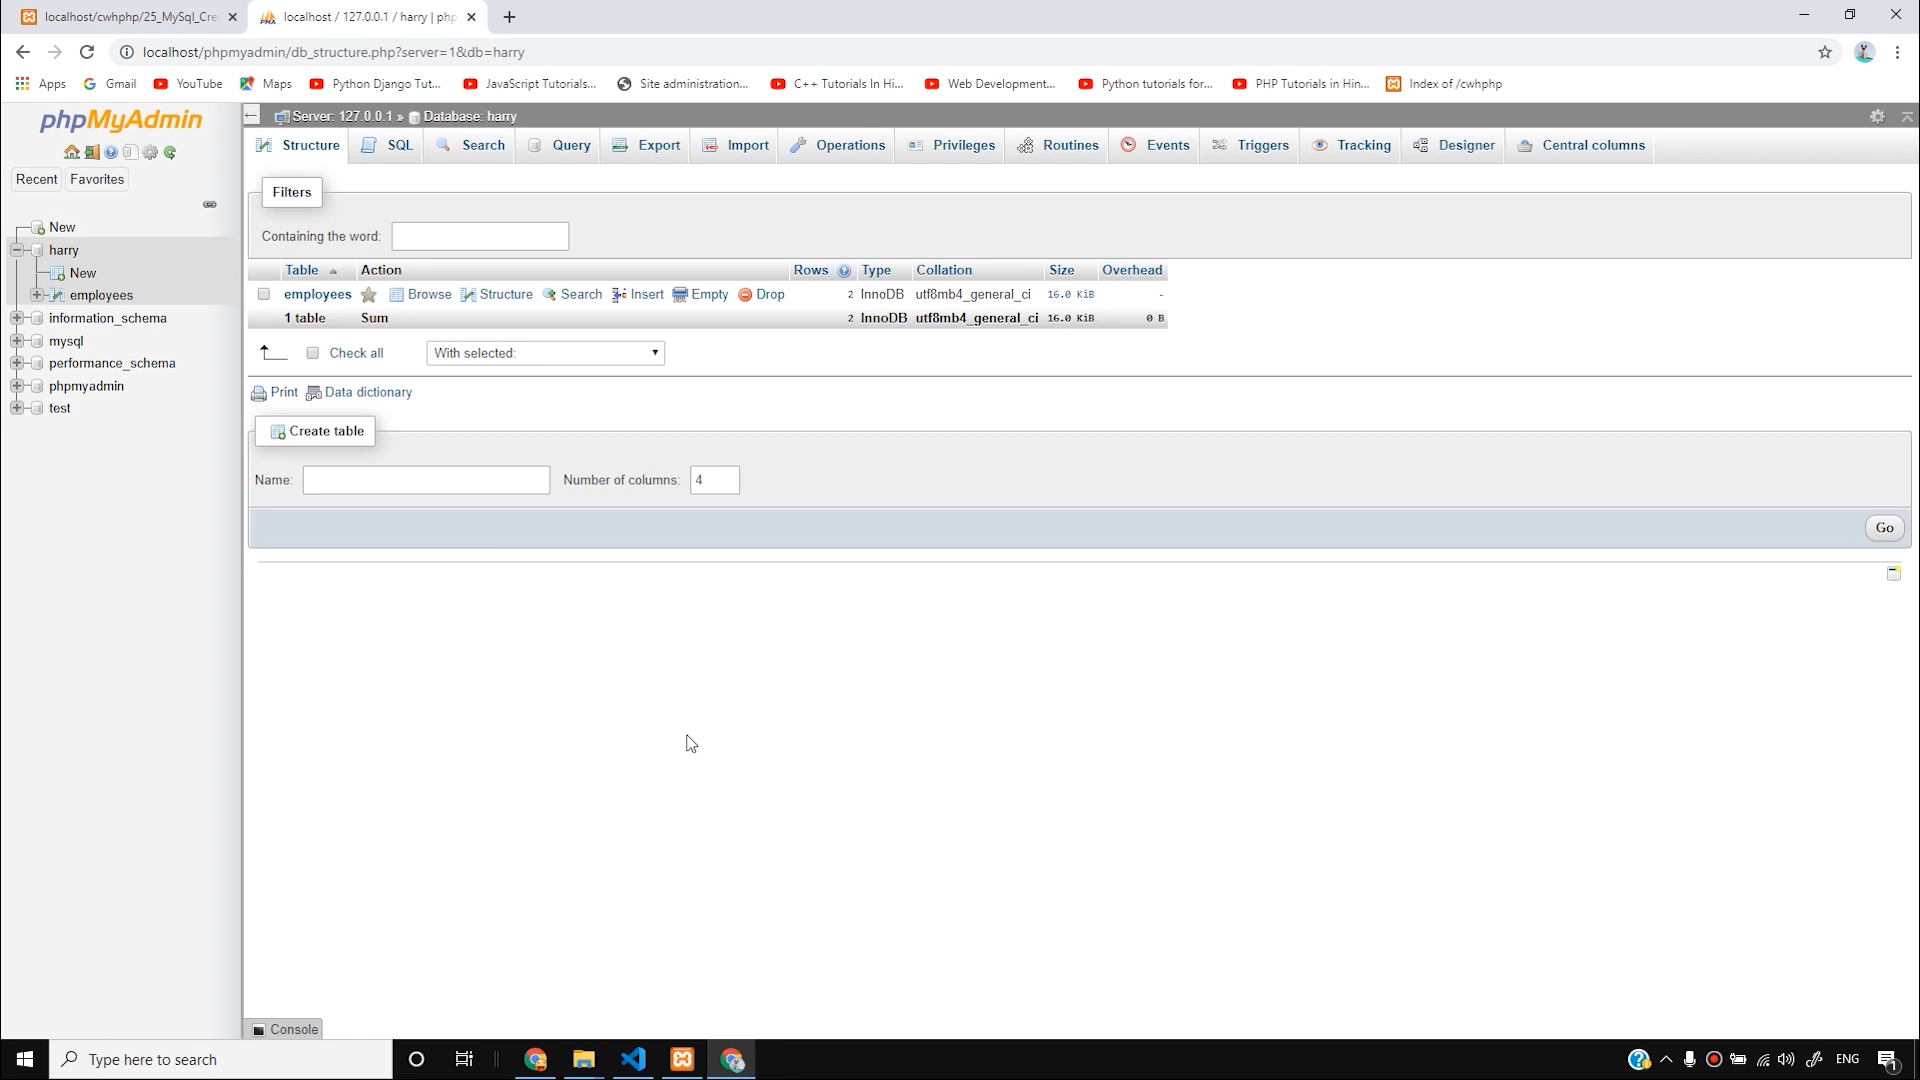 localhost/cwhphp/25_MySql_Cre
localhost / 127.0.0.1 / harry | php
localhost/phpmyadmin/db_structure.php?server=1&db=harry
Apps Gmail YouTube Maps Python Django Tut... JavaScript Tutorials... Site administration... C++ Tutorials In Hi... Web Development... Python tutorials for... PHP Tutorials in Hin... Index of /cwhphp
phpMyAdmin
Recent Favorites
New
harry
New
employees
information_schema
mysql
performance_schema
phpmyadmin
test
Server: 127.0.0.1 » Database: harry
Structure SQL Search Query Export Import Operations Privileges Routines Events Triggers Tracking Designer Central columns
Filters
Containing the word:
Table Action Rows Type Collation Size Overhead
employees Browse Structure Search Insert Empty Drop 2 InnoDB utf8mb4_general_ci 16.0 KiB -
1 table Sum 2 InnoDB utf8mb4_general_ci 16.0 KiB 0 B
Check all With selected:
Print Data dictionary
Create table
Name: Number of columns: 4
Go
Console
Type here to search
ENG
1